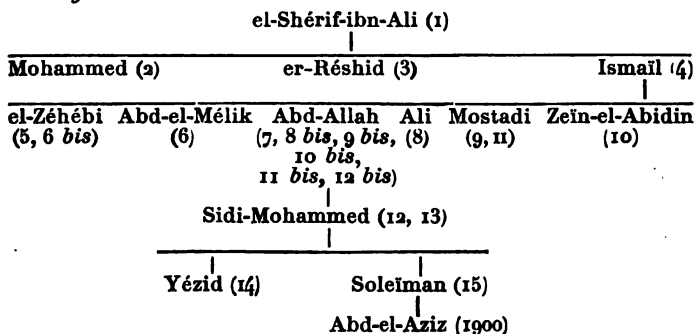 el-Shérif-ibn-Ali (1)
Mohammed (2) er-Réshid (3) Ismaïl (4)
el-Zéhébi Abd-el-Mélik Abd-Allah Ali Mostadi Zeïn-el-Abidin
(5, 6 bis) (6) (7, 8 bis, 9 bis, (8) (9, 11) (10)
10 bis,
11 bis, 12 bis)
Sidi-Mohammed (12, 13)
Yézid (14) Soleïman (15)
Abd-el-Aziz (1900)